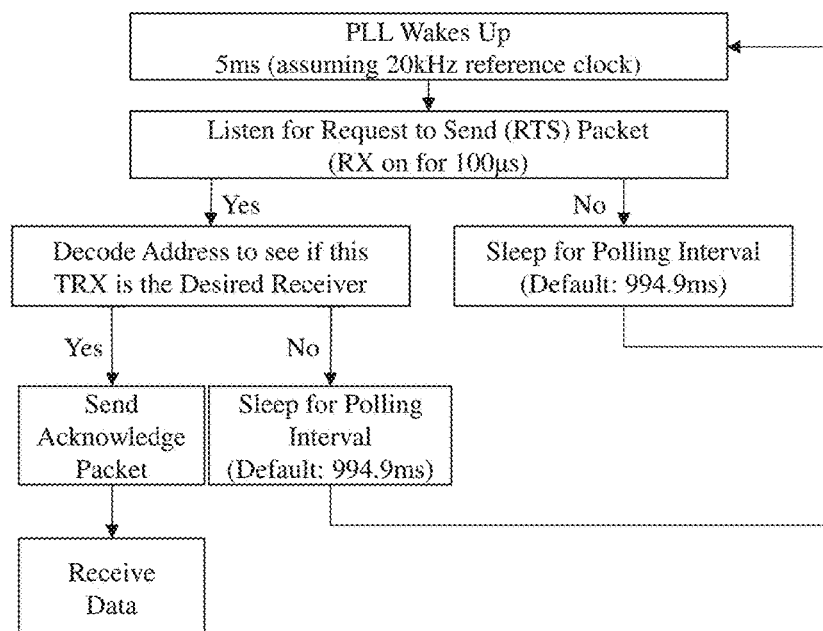 PLL Wakes Up
5ms (assuming 20kHz reference clock)
Listen for Request to Send (RTS) Packet
(RX on for 100μs)
Yes
No
Decode Address to see if this
TRX is the Desired Receiver
Sleep for Polling Interval
(Default: 994.9ms)
Yes
No
Send
Acknowledge
Packet
Sleep for Polling
Interval
(Default: 994.9ms)
Receive
Data